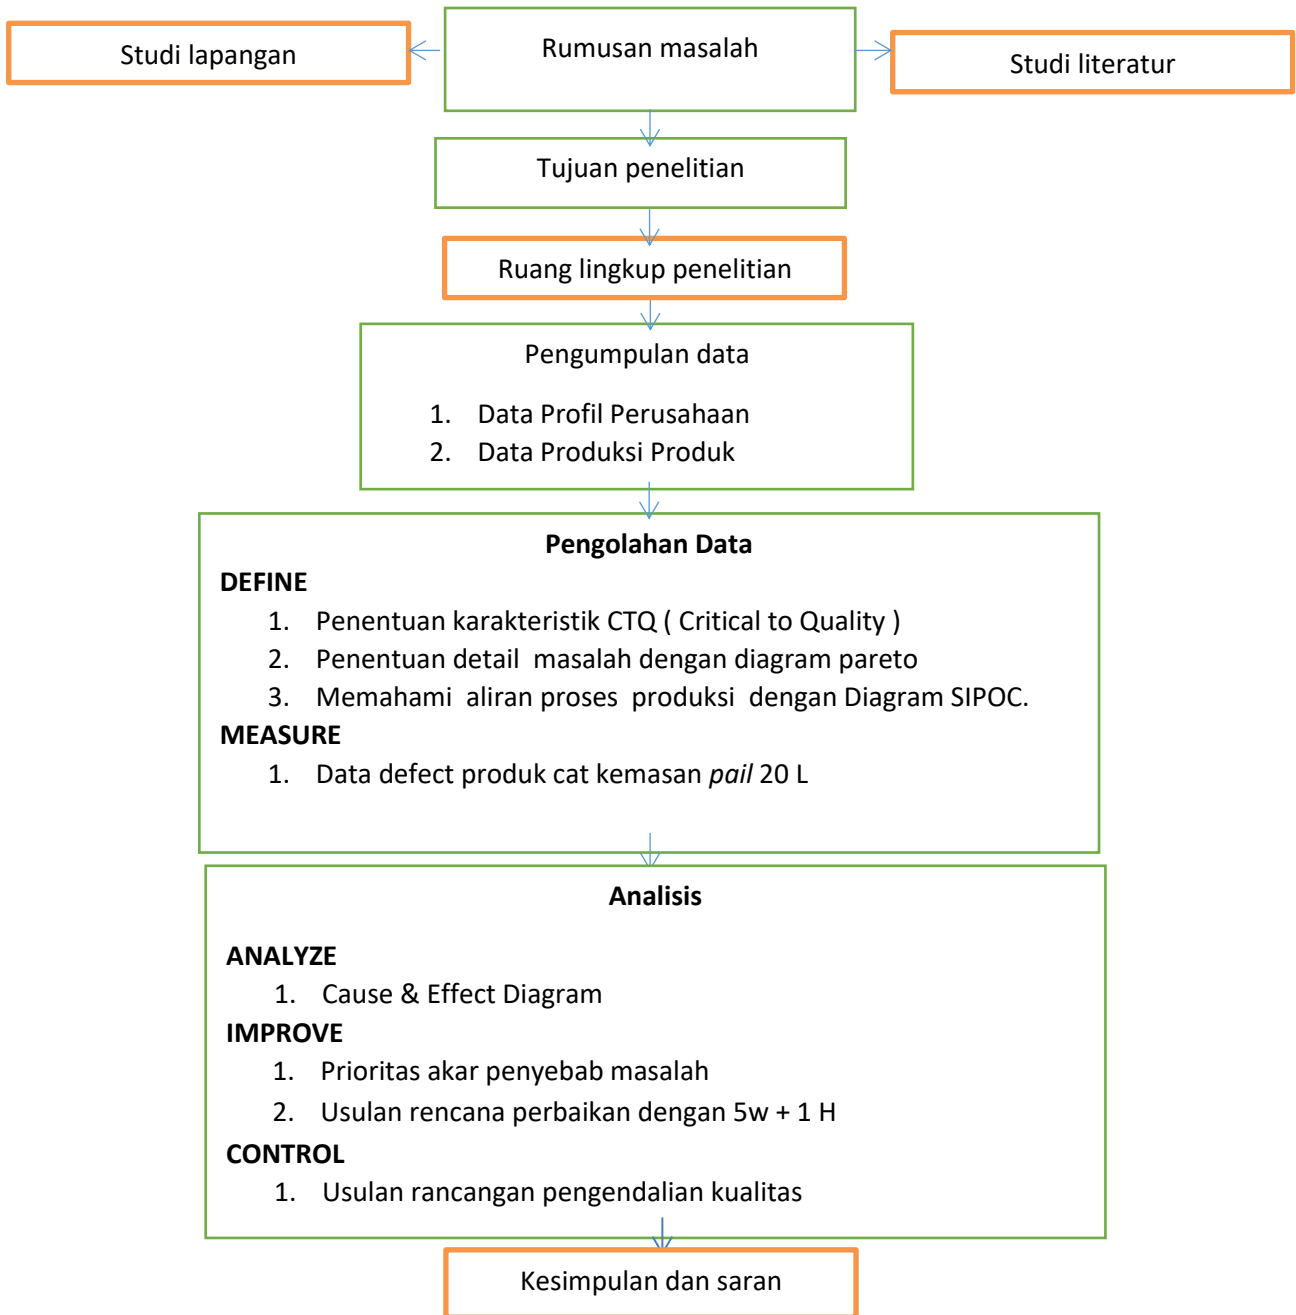 Studi lapangan
Rumusan masalah
Studi literatur
Tujuan penelitian
Ruang lingkup penelitian
Pengumpulan data
1. Data Profil Perusahaan
2. Data Produksi Produk
Pengolahan Data
DEFINE
1. Penentuan karakteristik CTQ ( Critical to Quality )
2. Penentuan detail masalah dengan diagram pareto
3. Memahami aliran proses produksi dengan Diagram SIPOC.
MEASURE
1. Data defect produk cat kemasan pail 20 L
Analisis
ANALYZE
1. Cause & Effect Diagram
IMPROVE
1. Prioritas akar penyebab masalah
2. Usulan rencana perbaikan dengan 5w + 1 H
CONTROL
1. Usulan rancangan pengendalian kualitas
Kesimpulan dan saran